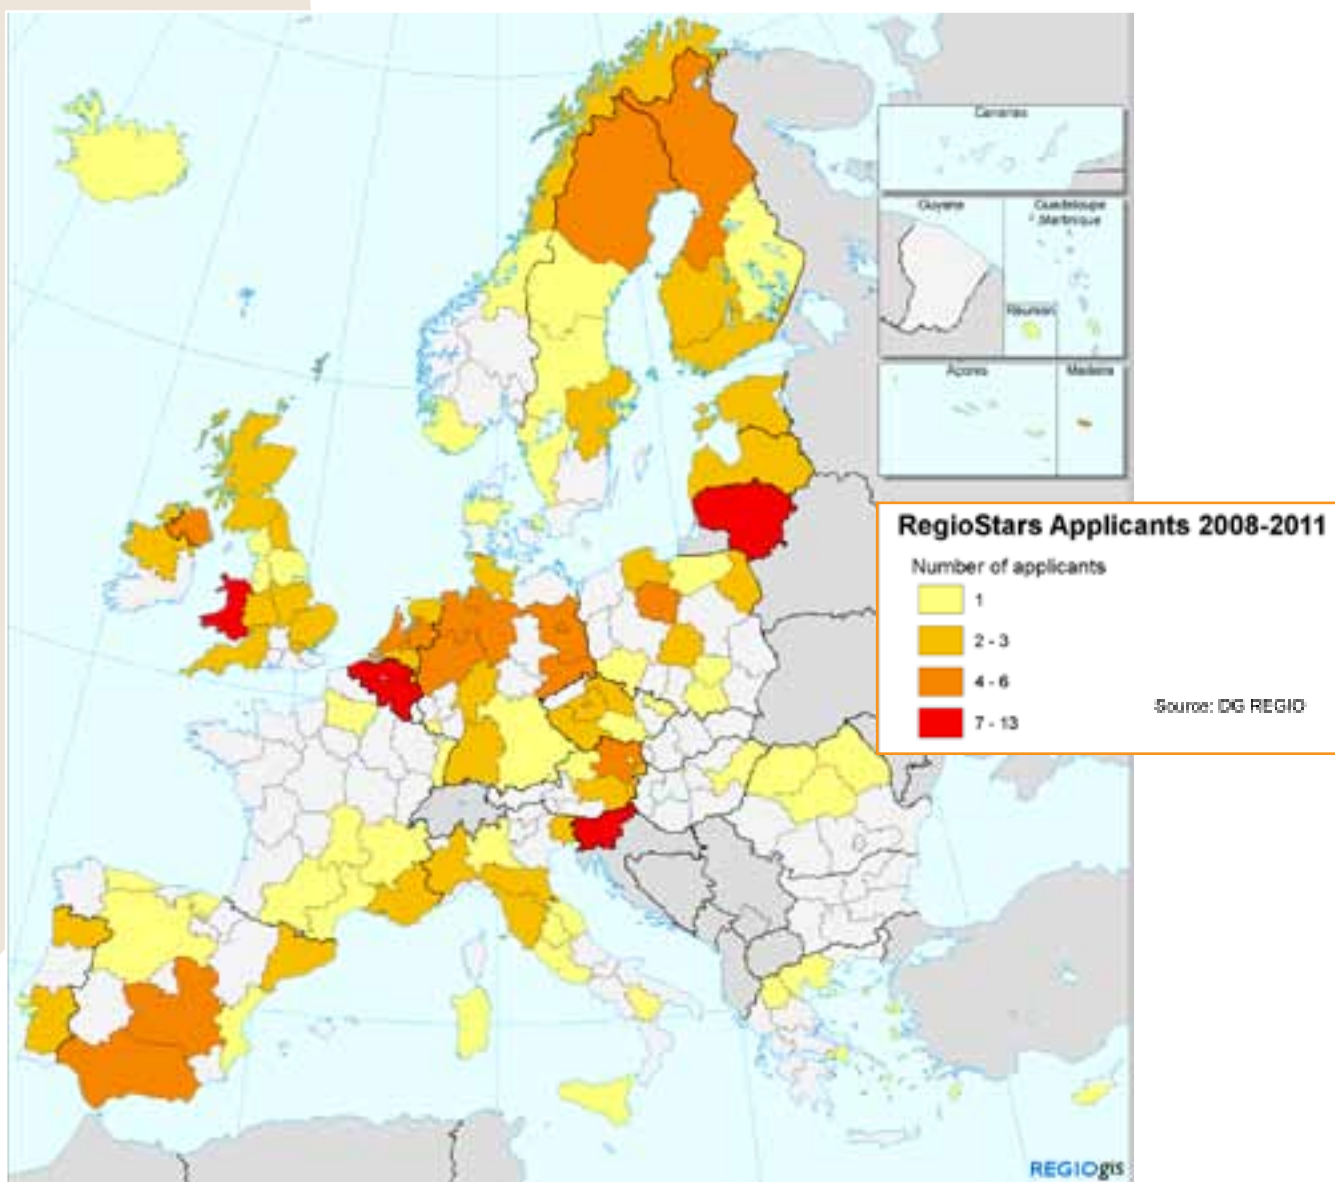 Canarias
Guyane
Guadeloupe
Martinique
Réunion
Açores
Madeira
RegioStars Applicants 2008-2011
Number of applicants
1
2 - 3
4 - 6
7 - 13
Source: DG REGIO
REGIOgis